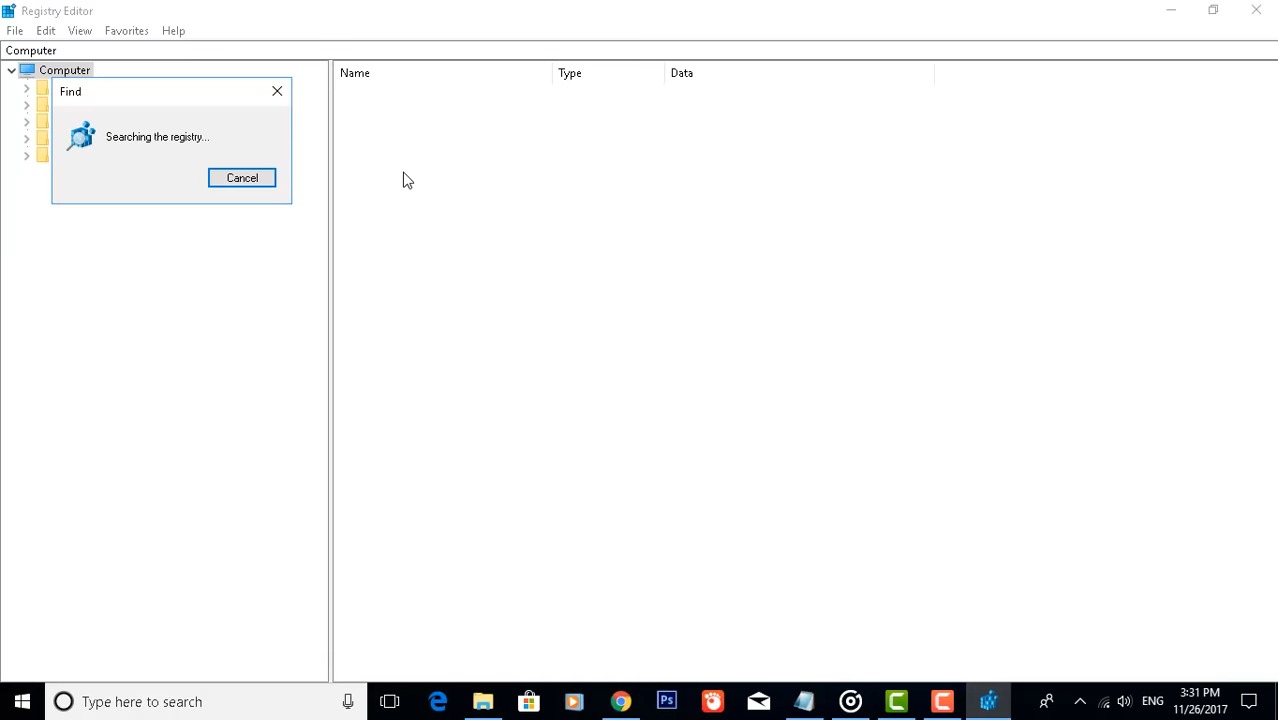 Registry Editor
File Edit View Favorites Help
Computer
Computer
Name Type Data
Find
Searching the registry...
Cancel
Type here to search
Ps
ENG
3:31 PM
11/26/2017